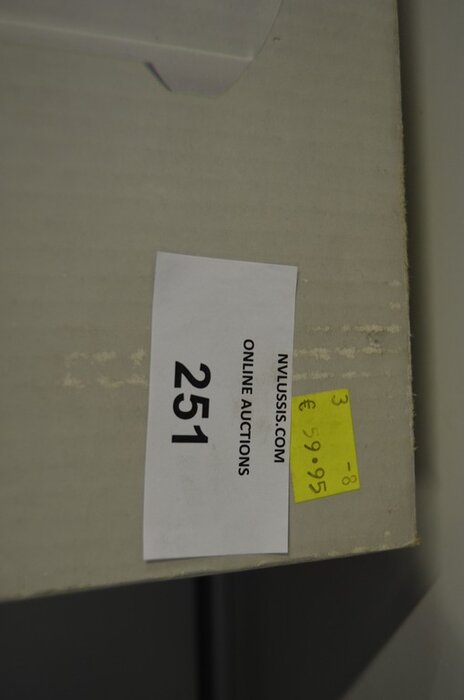 NVLUSSIS.COM
ONLINE AUCTIONS
251
3 -8
€ 59.95